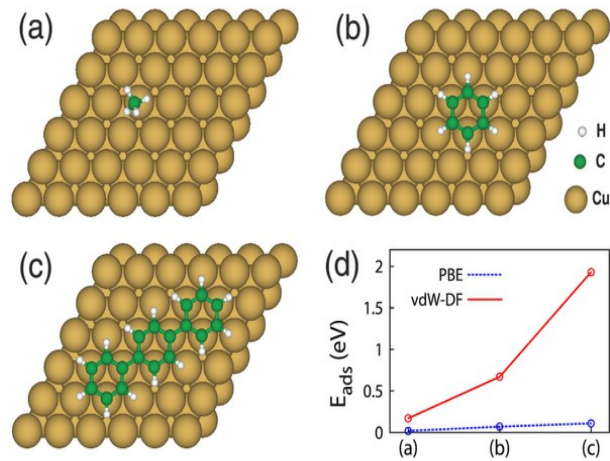 (a)
(b)
H
C
Cu
(c)
(d)
PBE
vdW-DF
E_ads (eV)
2
1.5
1
0.5
0
(a)
(b)
(c)